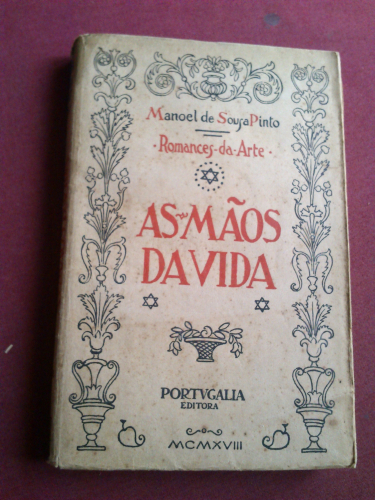 Manoel de Sousa Pinto
· Romances-da-Arte ·
AS MÃOS
DA VIDA
PORTVGALIA
EDITORA
MCMXVIII